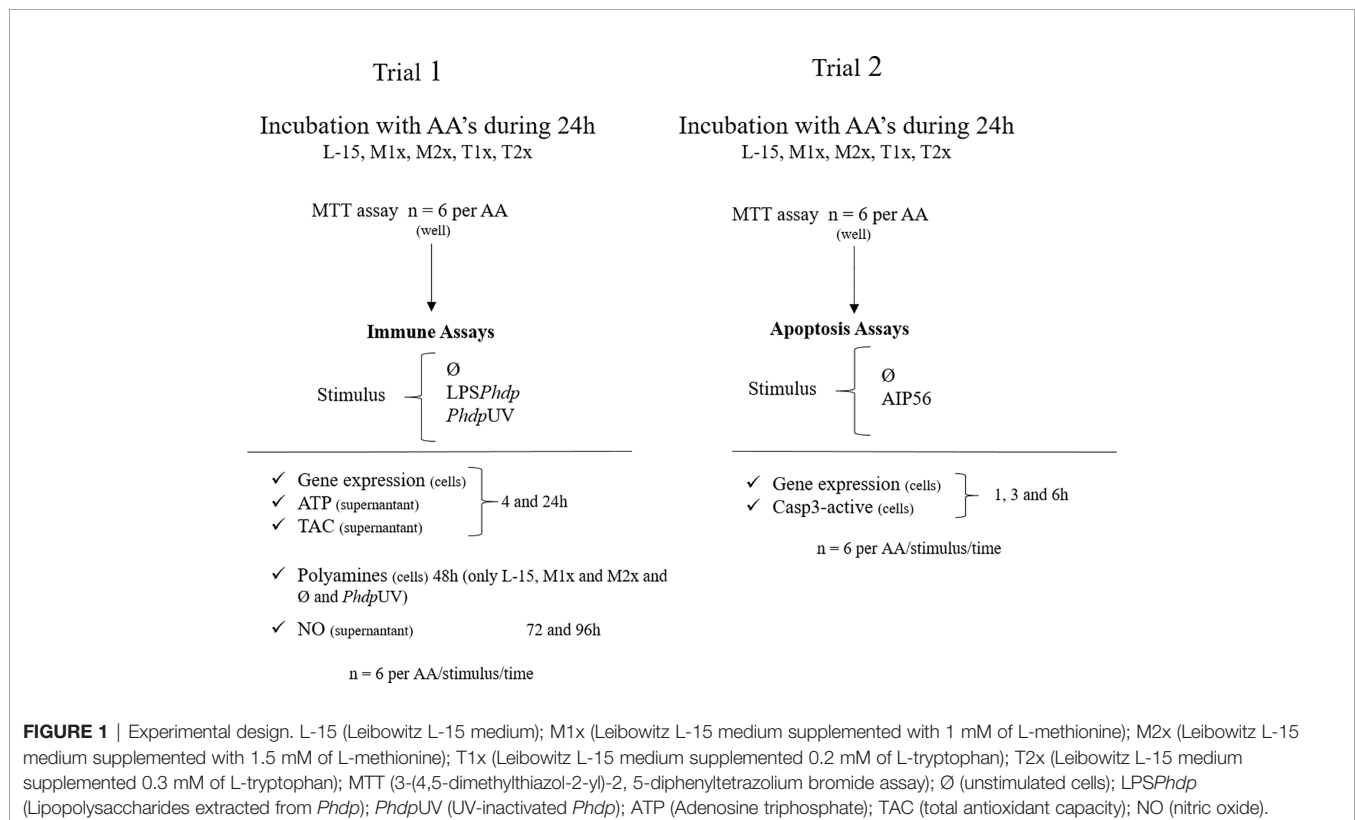 Trial 1
Incubation with AA's during 24h
L-15, M1x, M2x, T1x, T2x
MTT assay n = 6 per AA
(well)
Immune Assays
Stimulus
Ø
LPSPhdp
PhdpUV
✓ Gene expression (cells)
✓ ATP (supernantant)
✓ TAC (supernantant)
4 and 24h
✓ Polyamines (cells) 48h (only L-15, M1x and M2x and
Ø and PhdpUV)
✓ NO (supernantant) 72 and 96h
n = 6 per AA/stimulus/time
Trial 2
Incubation with AA's during 24h
L-15, M1x, M2x, T1x, T2x
MTT assay n = 6 per AA
(well)
Apoptosis Assays
Stimulus
Ø
AIP56
✓ Gene expression (cells)
✓ Casp3-active (cells)
1, 3 and 6h
n = 6 per AA/stimulus/time
FIGURE 1 | Experimental design. L-15 (Leibowitz L-15 medium); M1x (Leibowitz L-15 medium supplemented with 1 mM of L-methionine); M2x (Leibowitz L-15
medium supplemented with 1.5 mM of L-methionine); T1x (Leibowitz L-15 medium supplemented 0.2 mM of L-tryptophan); T2x (Leibowitz L-15 medium
supplemented 0.3 mM of L-tryptophan); MTT (3-(4,5-dimethylthiazol-2-yl)-2, 5-diphenyltetrazolium bromide assay); Ø (unstimulated cells); LPSPhdp
(Lipopolysaccharides extracted from Phdp); PhdpUV (UV-inactivated Phdp); ATP (Adenosine triphosphate); TAC (total antioxidant capacity); NO (nitric oxide).